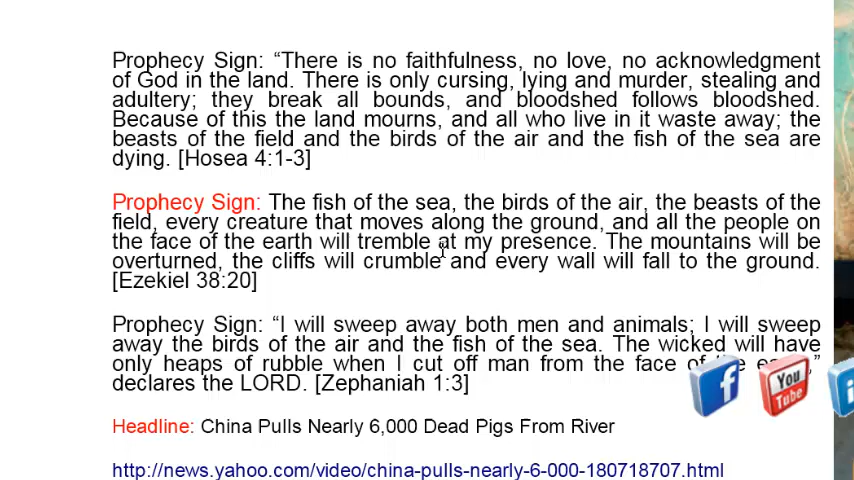 Prophecy Sign: “There is no faithfulness, no love, no acknowledgment
of God in the land. There is only cursing, lying and murder, stealing and
adultery; they break all bounds, and bloodshed follows bloodshed.
Because of this the land mourns, and all who live in it waste away; the
beasts of the field and the birds of the air and the fish of the sea are
dying. [Hosea 4:1-3]
Prophecy Sign: The fish of the sea, the birds of the air, the beasts of the
field, every creature that moves along the ground, and all the people on
the face of the earth will tremble at my presence. The mountains will be
overturned, the cliffs will crumble and every wall will fall to the ground.
[Ezekiel 38:20]
Prophecy Sign: “I will sweep away both men and animals; I will sweep
away the birds of the air and the fish of the sea. The wicked will have
only heaps of rubble when I cut off man from the face of the
declares the LORD. [Zephaniah 1:3]
f
You
Tube
Headline: China Pulls Nearly 6,000 Dead Pigs From River
http://news.yahoo.com/video/china-pulls-nearly-6-000-180718707.html